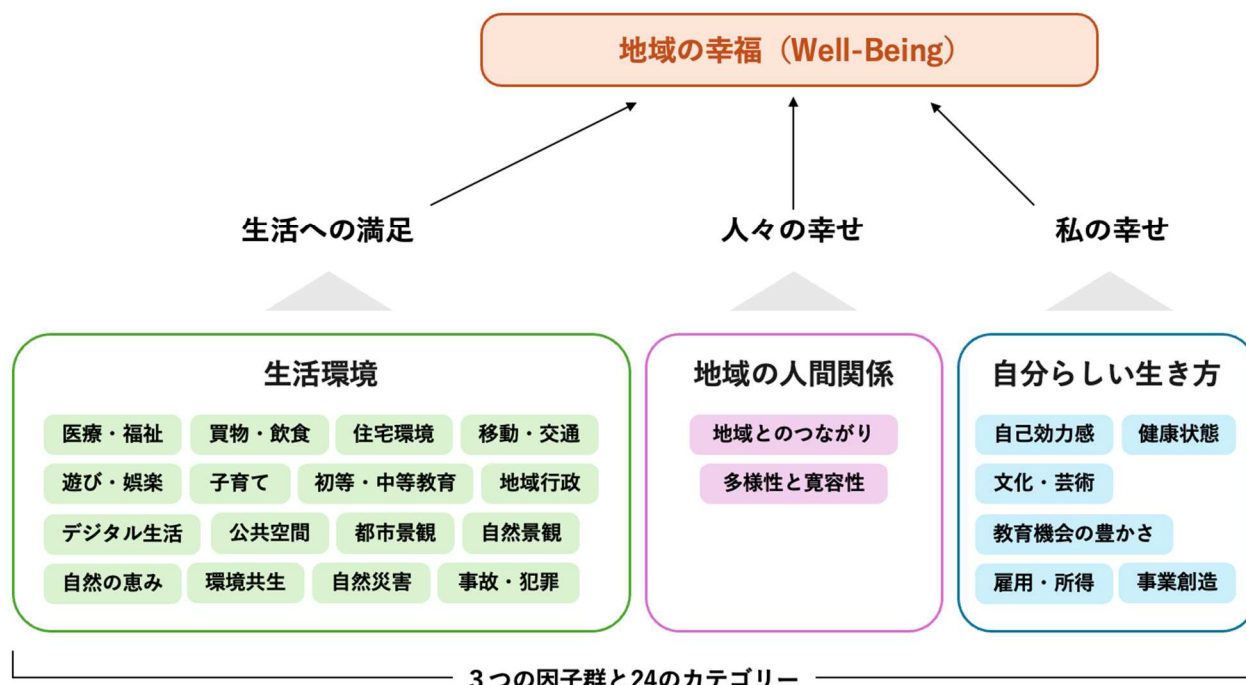 地域の幸福（Well-Being）
生活への満足
人々の幸せ
私の幸せ
生活環境
医療・福祉 買物・飲食 住宅環境 移動・交通
遊び・娯楽 子育て 初等・中等教育 地域行政
デジタル生活 公共空間 都市景観 自然景観
自然の恵み 環境共生 自然災害 事故・犯罪
地域の人間関係
地域とのつながり
多様性と寛容性
自分らしい生き方
自己効力感 健康状態
文化・芸術
教育機会の豊かさ
雇用・所得 事業創造
３つの因子群と24のカテゴリー